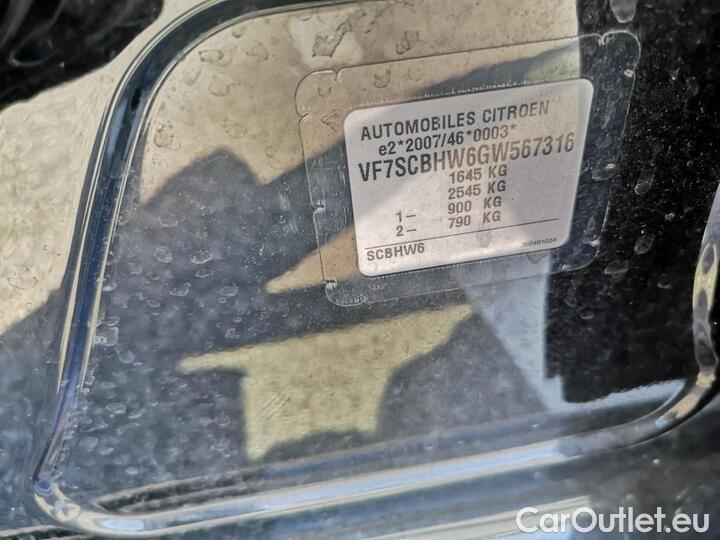 AUTOMOBILES CITROEN
e2*2007/46*0003*
VF7SCBHW6GW567316
1645 KG
2545 KG
1- 900 KG
2- 790 KG
SCBHW6
CarOutlet.eu